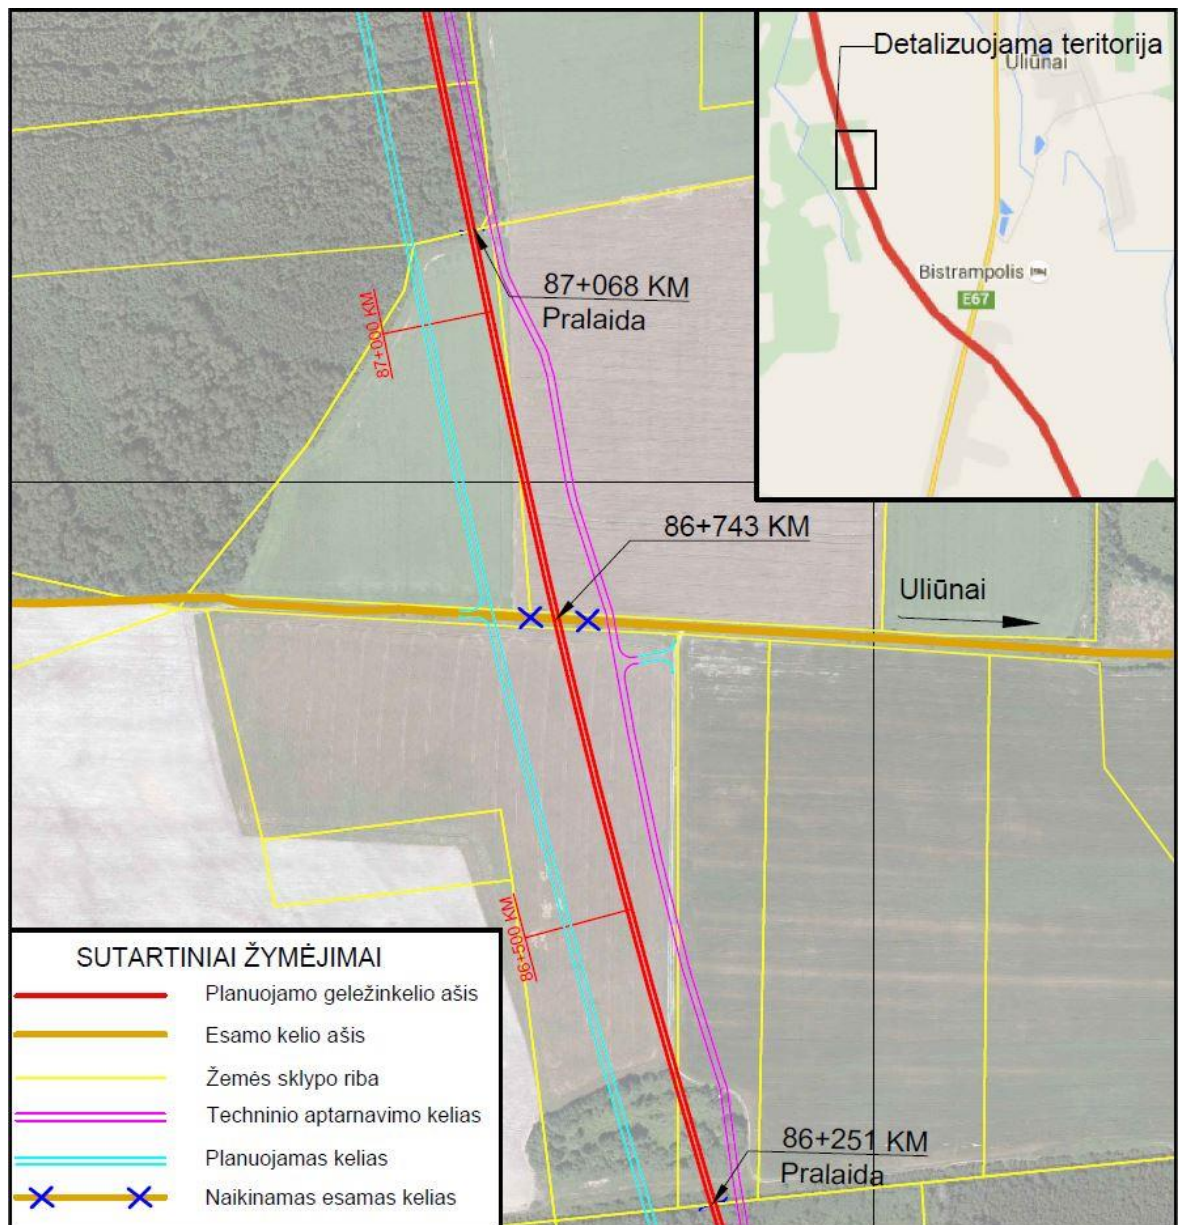 Detalizuojama teritorija
Uliūnai
Bistrampolis
E67
87+068 KM
Pralaida
87+000 KM
86+743 KM
Uliūnai
86+500 KM
86+251 KM
Pralaida
SUTARTINIAI ŽYMĖJIMAI
Planuojamo geležinkelio ašis
Esamo kelio ašis
Žemės sklypo riba
Techninio aptarnavimo kelias
Planuojamas kelias
Naikinamas esamas kelias